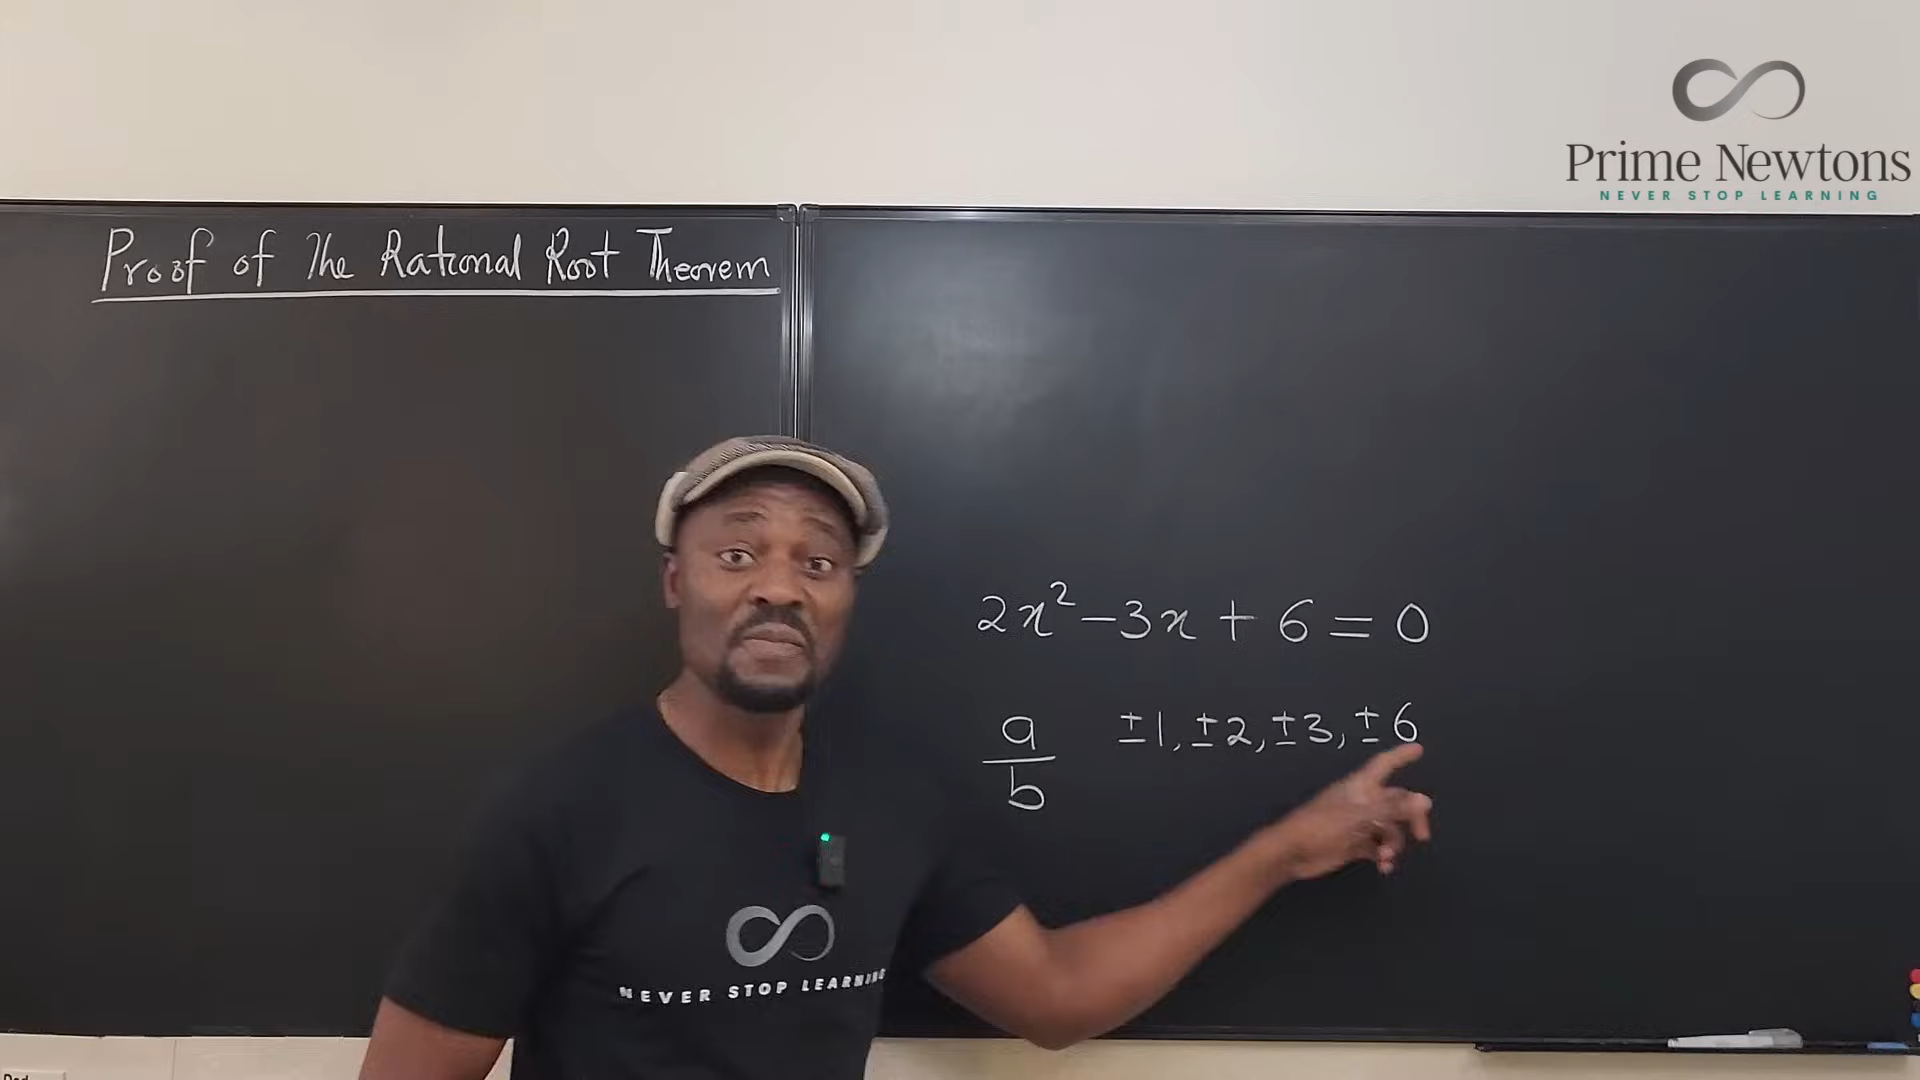 Prime Newtons
NEVER STOP LEARNING
Proof of The Rational Root Theorem
2x² - 3x + 6 = 0
a/b ±1, ±2, ±3, ±6
NEVER STOP LEARNING